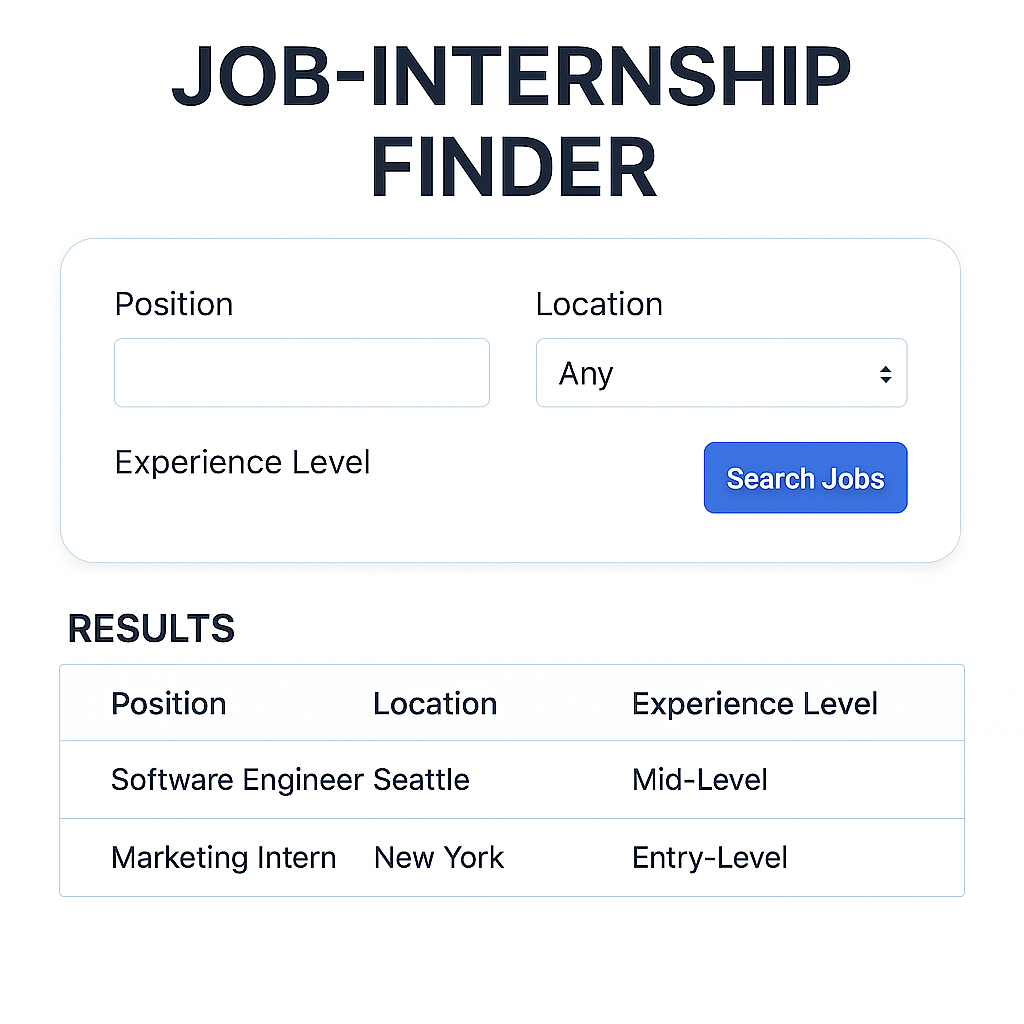 JOB-INTERNSHIP
FINDER
Position
Location
Any
Experience Level
Search Jobs
RESULTS
Position Location Experience Level
Software Engineer Seattle Mid-Level
Marketing Intern New York Entry-Level